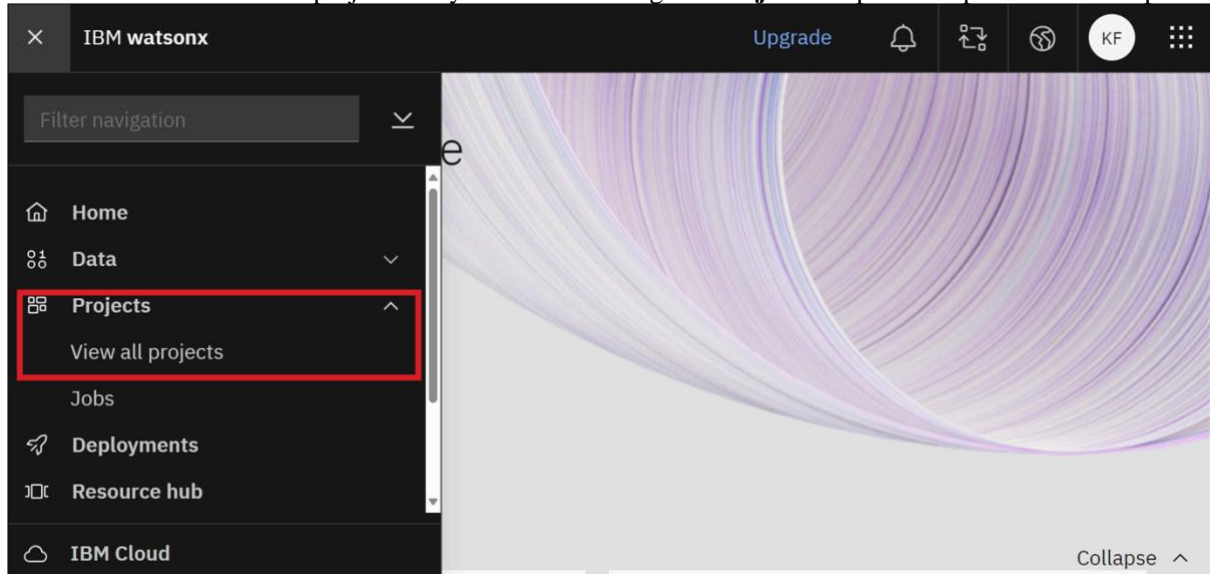 IBM watsonx
Upgrade
KF
Filter navigation
e
Home
Data
Projects
View all projects
Jobs
Deployments
Resource hub
IBM Cloud
Collapse